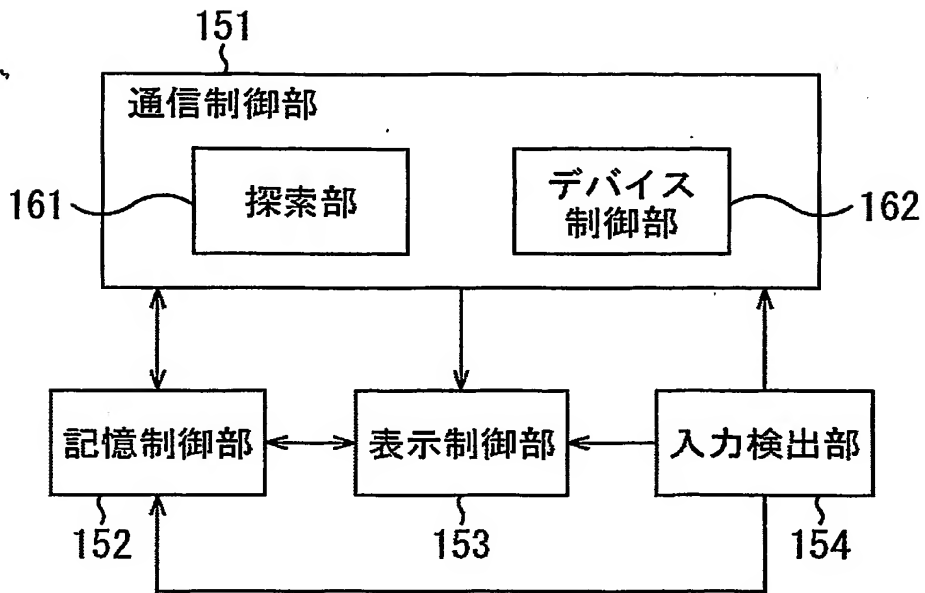 151
通信制御部
161
探索部
デバイス
制御部
162
記憶制御部
表示制御部
入力検出部
152
153
154